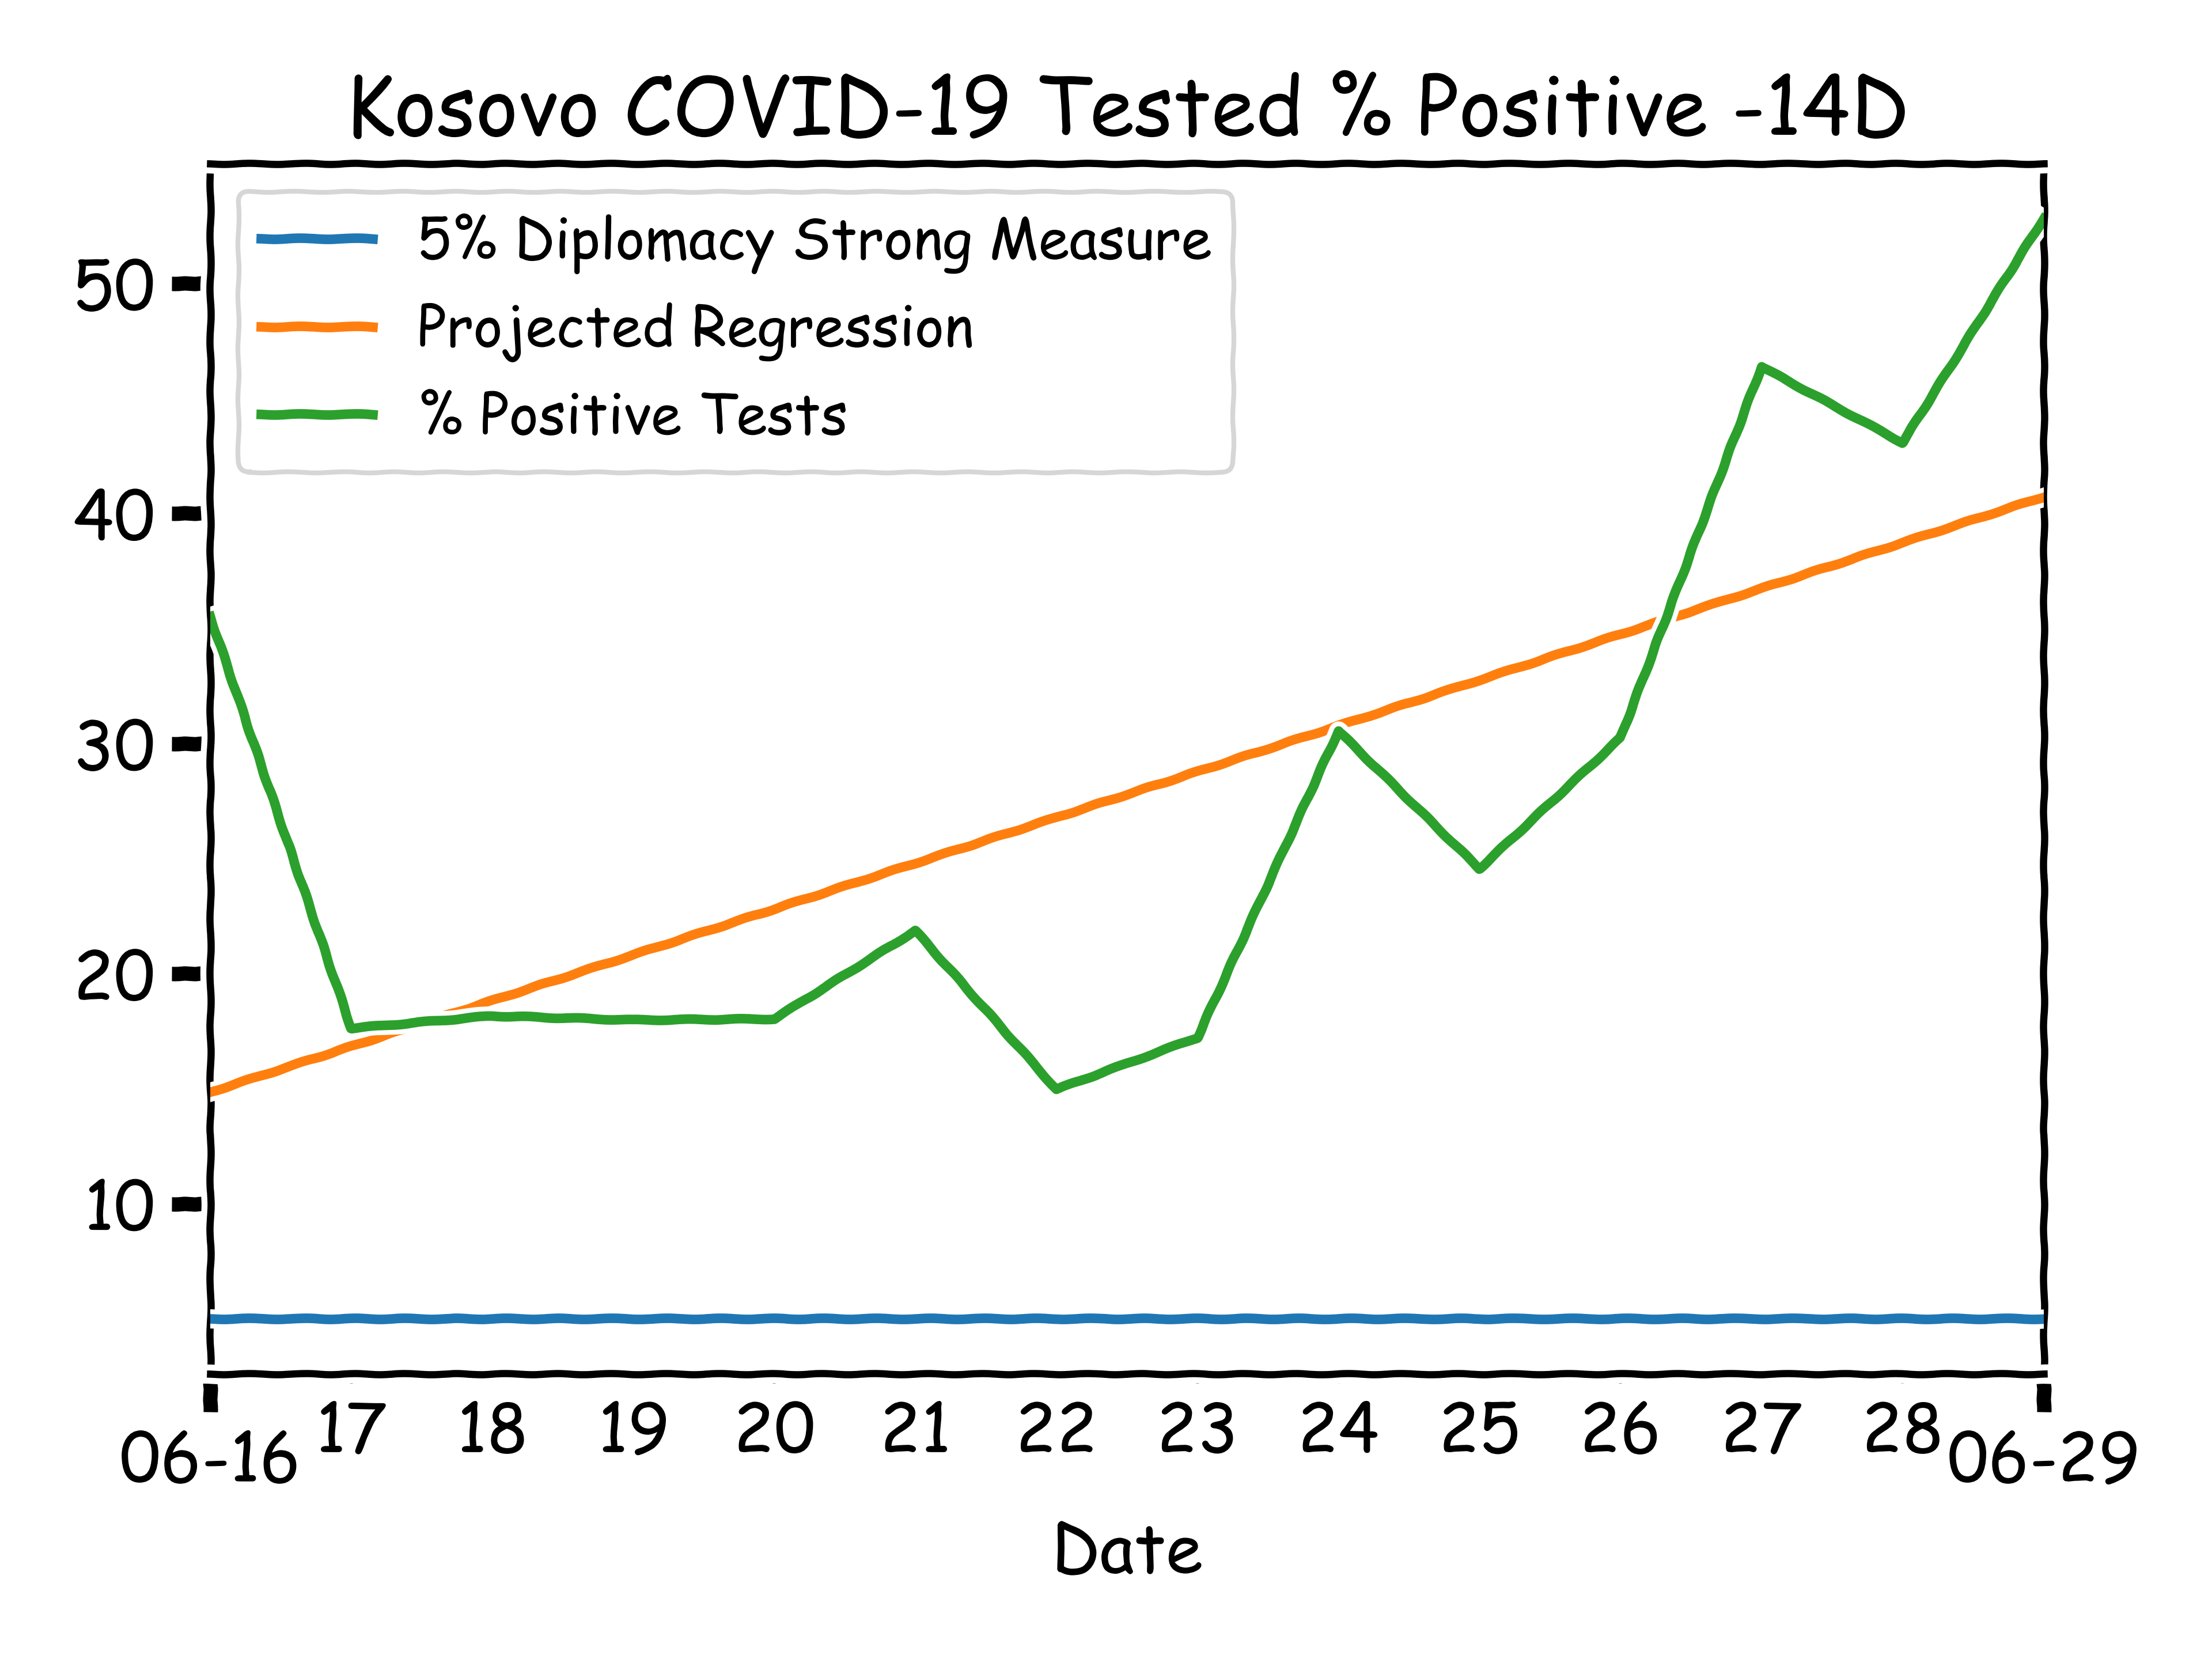 Kosovo COVID-19 Tested % Positive -14D
5% Diplomacy Strong Measure
Projected Regression
% Positive Tests
50
40
30
20
10
06-16 17 18 19 20 21 22 23 24 25 26 27 28 06-29
Date